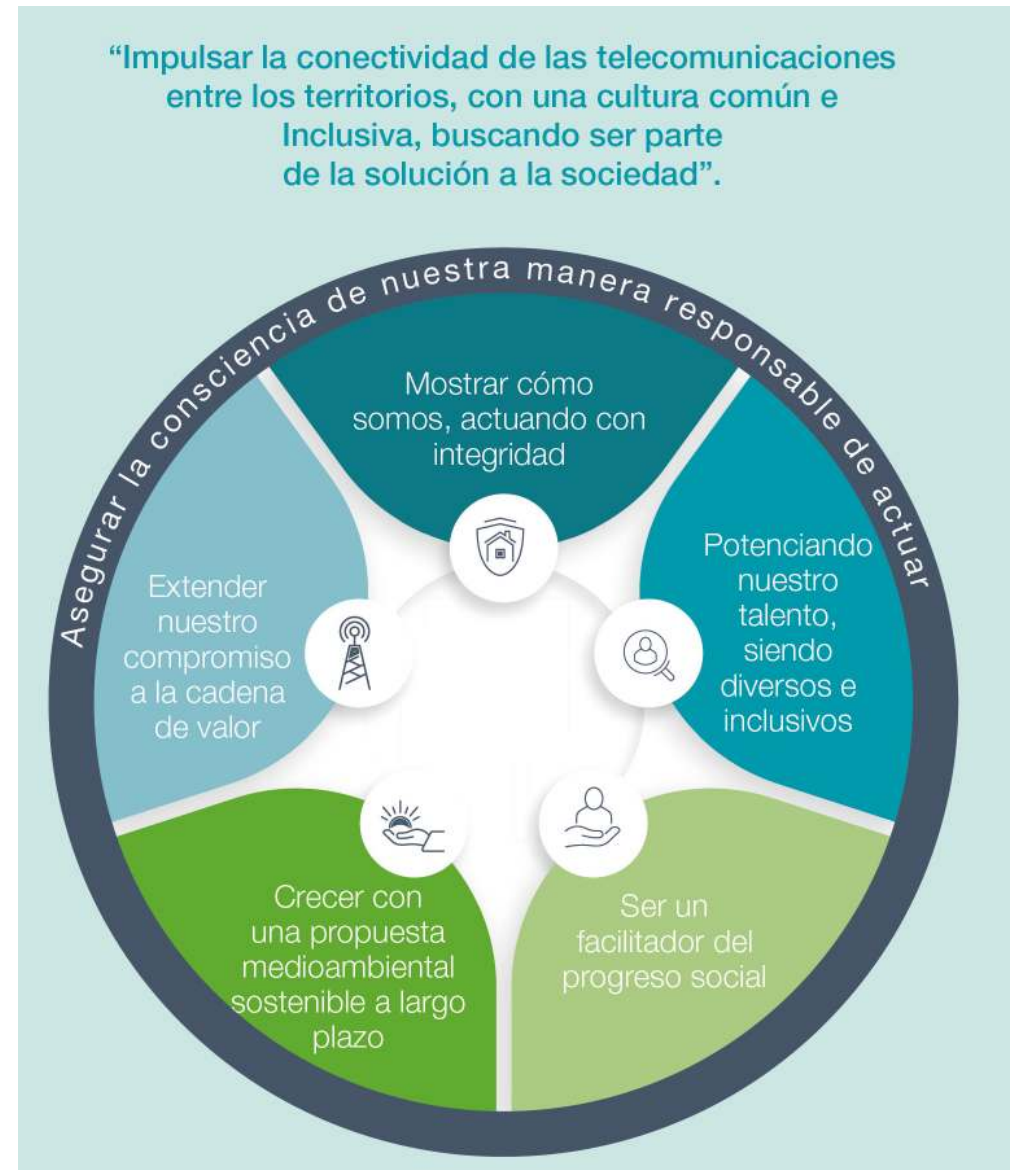 “Impulsar la conectividad de las telecomunicaciones
entre los territorios, con una cultura común e
Inclusiva, buscando ser parte
de la solución a la sociedad”.
Asegurar la consciencia de nuestra manera responsable de actuar
Mostrar cómo
somos, actuando con
integridad
Potenciando
nuestro
talento,
siendo
diversos e
inclusivos
Ser un
facilitador del
progreso social
Crecer con
una propuesta
medioambiental
sostenible a largo
plazo
Extender
nuestro
compromiso
a la cadena
de valor